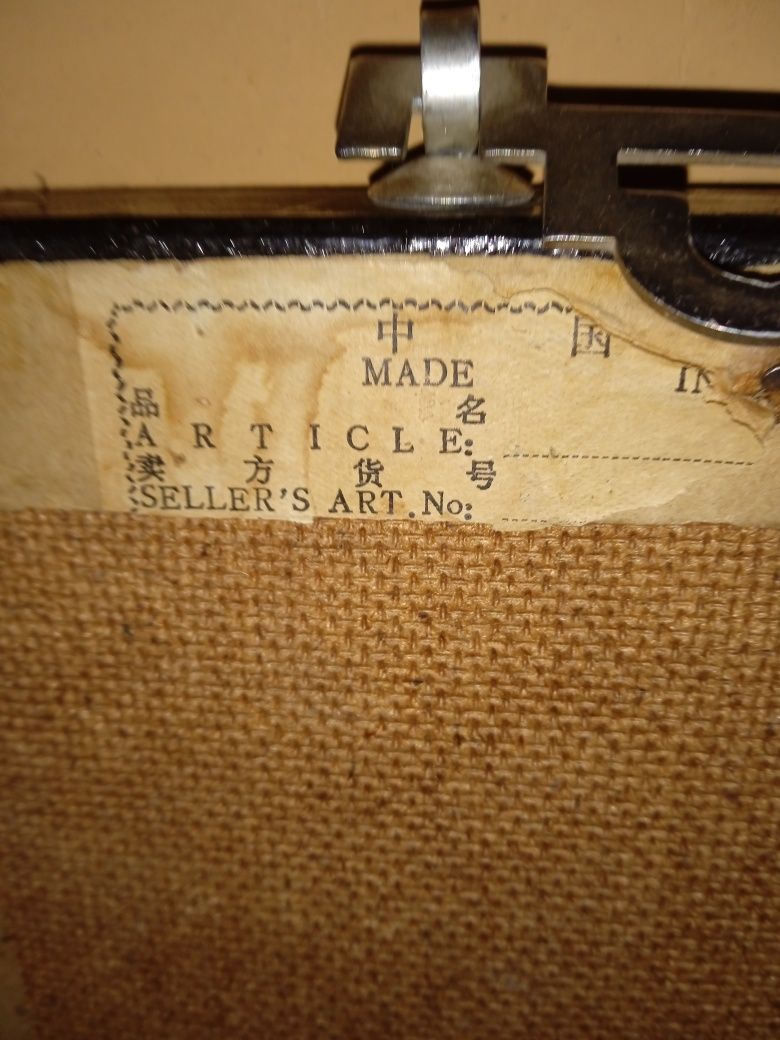 中 国
MADE IN
品 名
ARTICLE:
卖 方 货 号
SELLER'S ART.No: